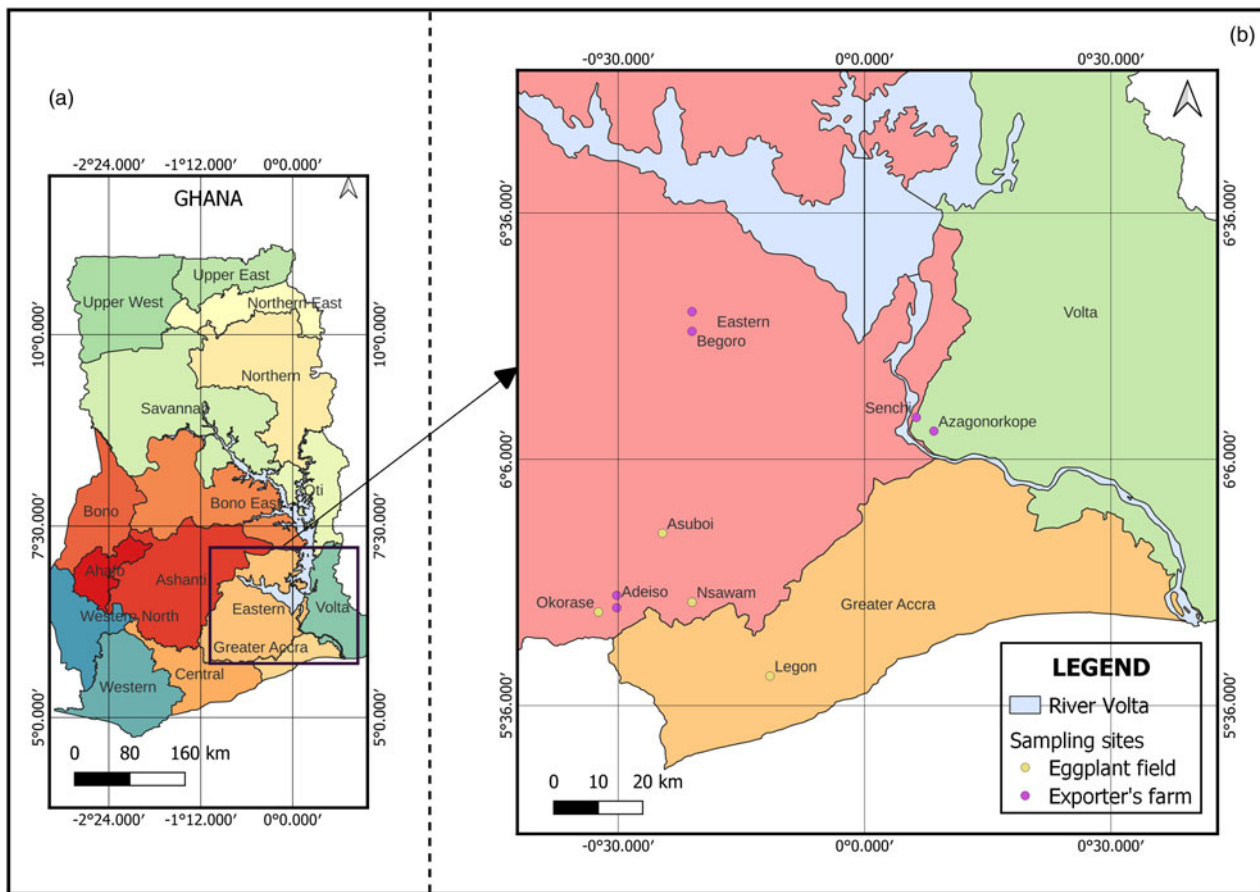 (a)
-2°24.000′ -1°12.000′ 0°0.000′
GHANA
Upper East
Upper West
Northern East
10°0.000′ 10°0.000′
Northern
Savannah
Oti
Bono East
Bono
7°30.000′ 7°30.000′
Ahafo
Ashanti
Western North
Eastern
Volta
Greater Accra
Central
Western
5°0.000′ 5°0.000′
0 80 160 km
-2°24.000′ -1°12.000′ 0°0.000′
(b)
-0°30.000′ 0°0.000′ 0°30.000′
6°36.000′ 6°36.000′
Eastern
Begoro
Volta
Senchi
Azagonorkope
6°6.000′ 6°6.000′
Asuboi
Adeiso
Nsawam
Okorase
Greater Accra
Legon
5°36.000′ 5°36.000′
LEGEND
River Volta
Sampling sites
Eggplant field
Exporter's farm
0 10 20 km
-0°30.000′ 0°0.000′ 0°30.000′